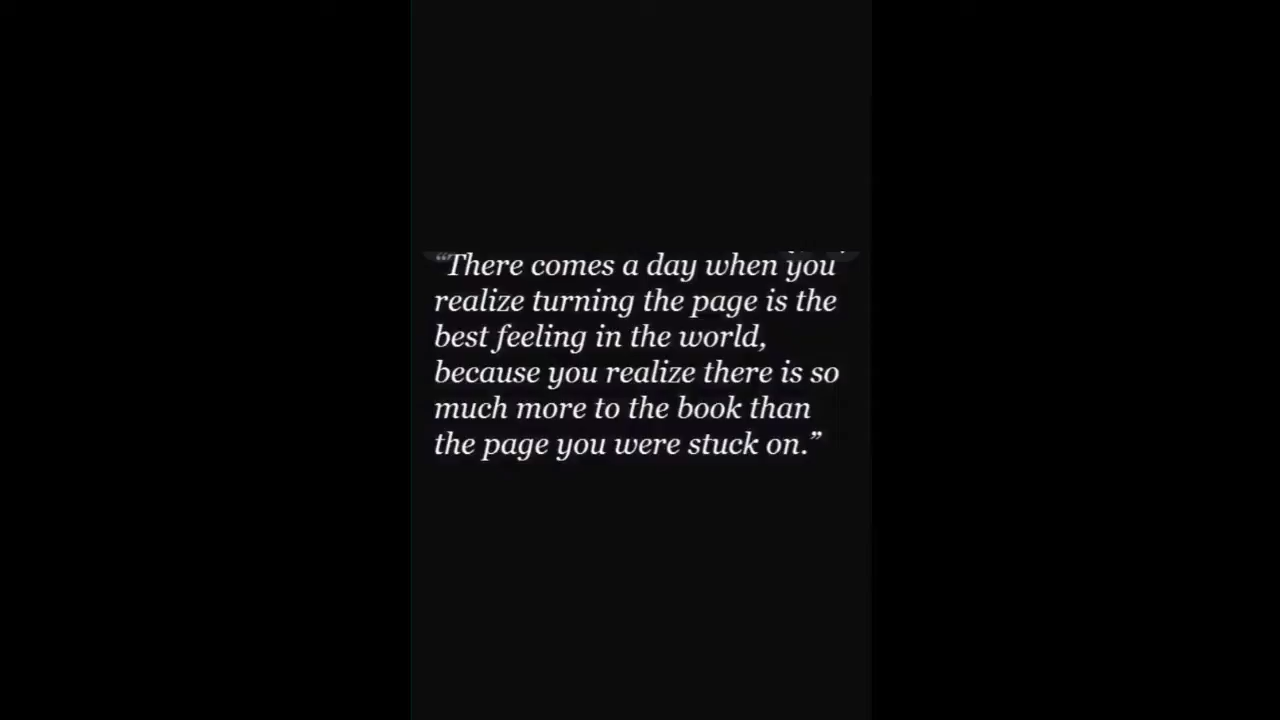 “There comes a day when you
realize turning the page is the
best feeling in the world,
because you realize there is so
much more to the book than
the page you were stuck on.”